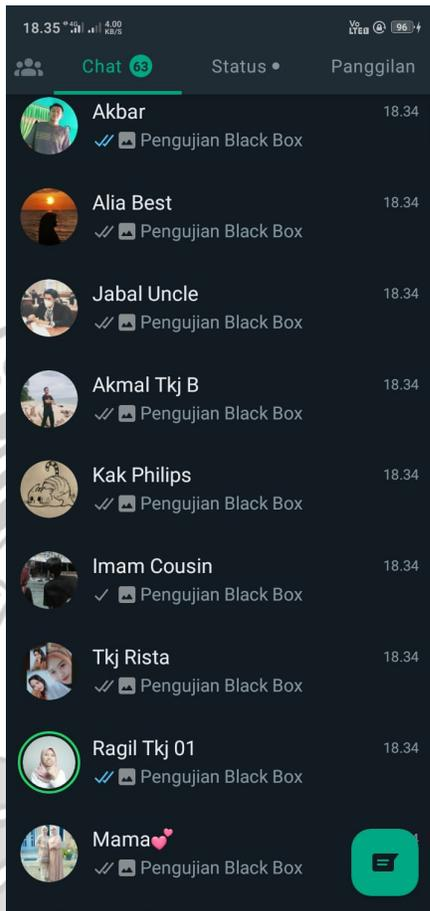 18.35 4G 4.00 KB/S Vo LTE 96
Chat 63 Status Panggilan
Akbar 18.34
Pengujian Black Box
Alia Best 18.34
Pengujian Black Box
Jabal Uncle 18.34
Pengujian Black Box
Akmal Tkj B 18.34
Pengujian Black Box
Kak Philips 18.34
Pengujian Black Box
Imam Cousin 18.34
Pengujian Black Box
Tkj Rista 18.34
Pengujian Black Box
Ragil Tkj 01 18.34
Pengujian Black Box
Mama💕
Pengujian Black Box